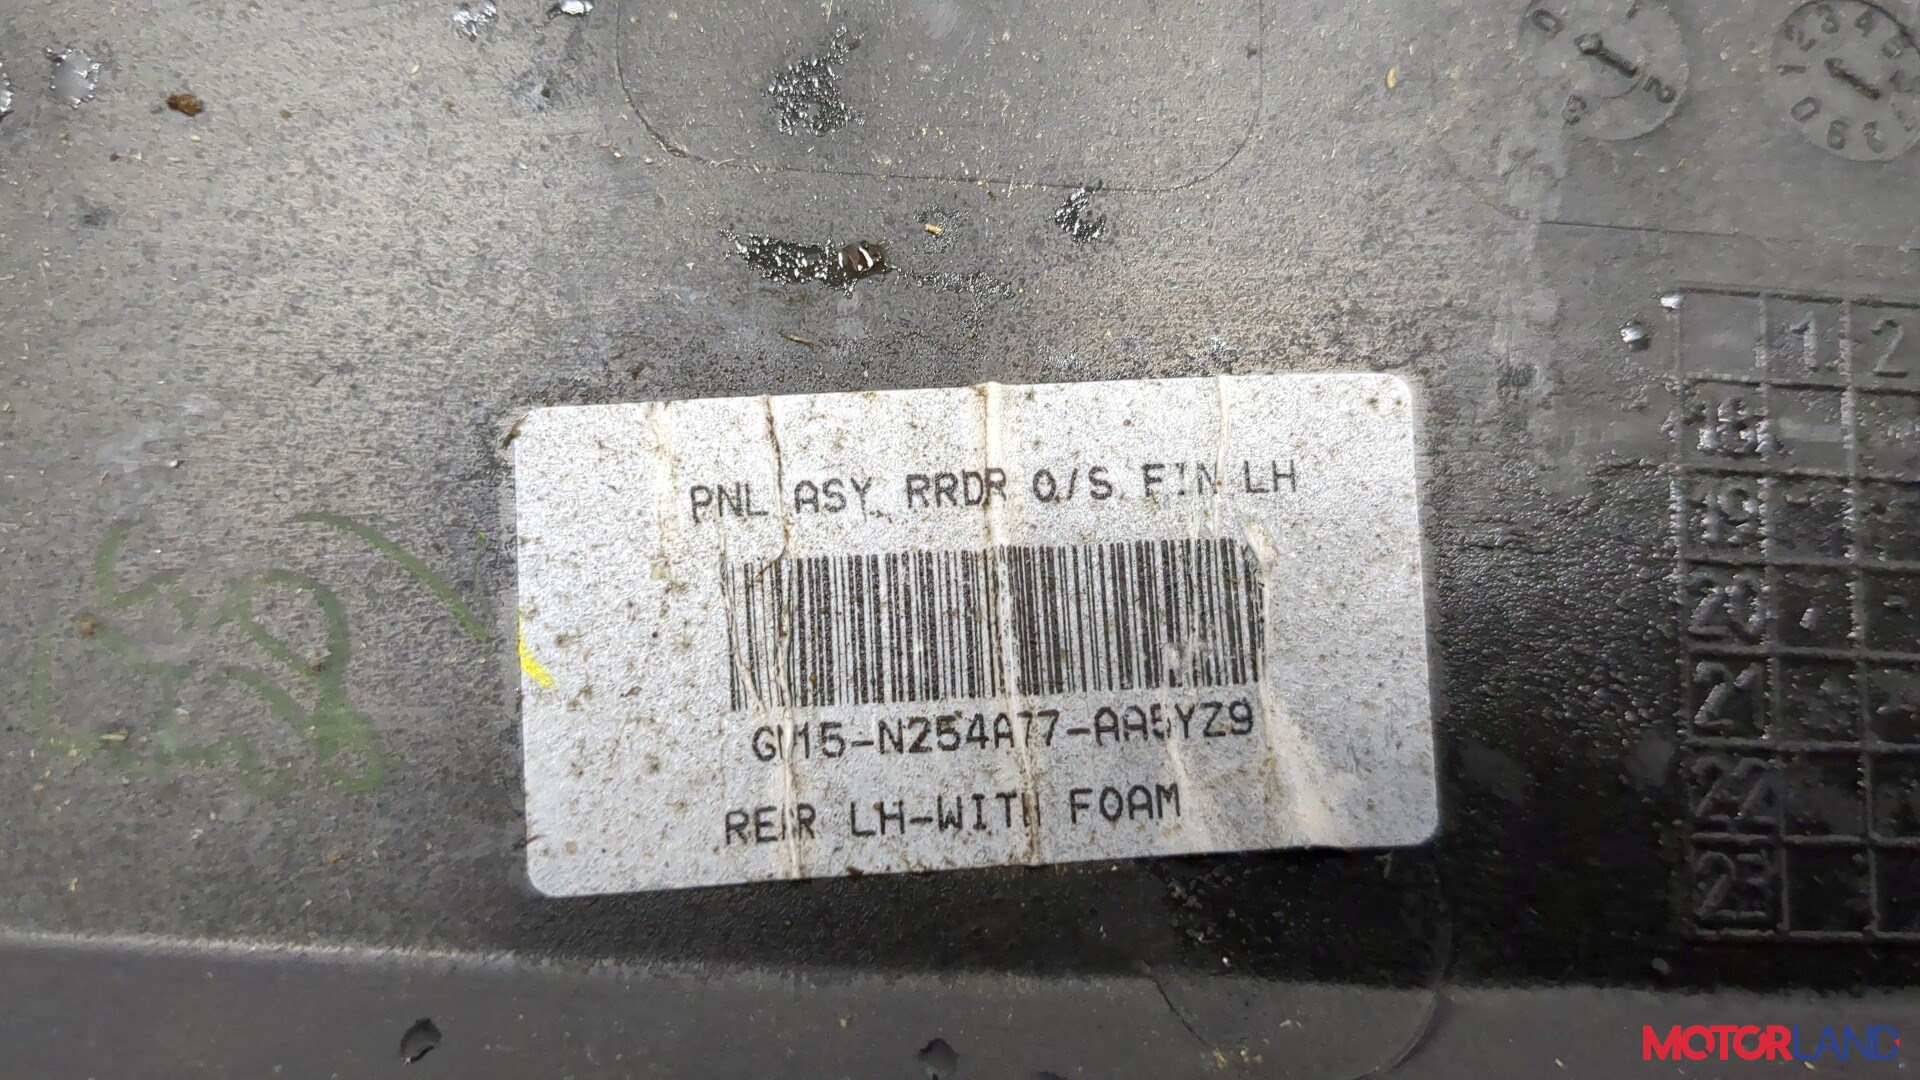 PNL ASY RRDR O/S FIN LH
GN15-N254A77-AA5YZ9
REAR LH-WITH FOAM
1 2
19
20
21
22
23
MOTORLAND